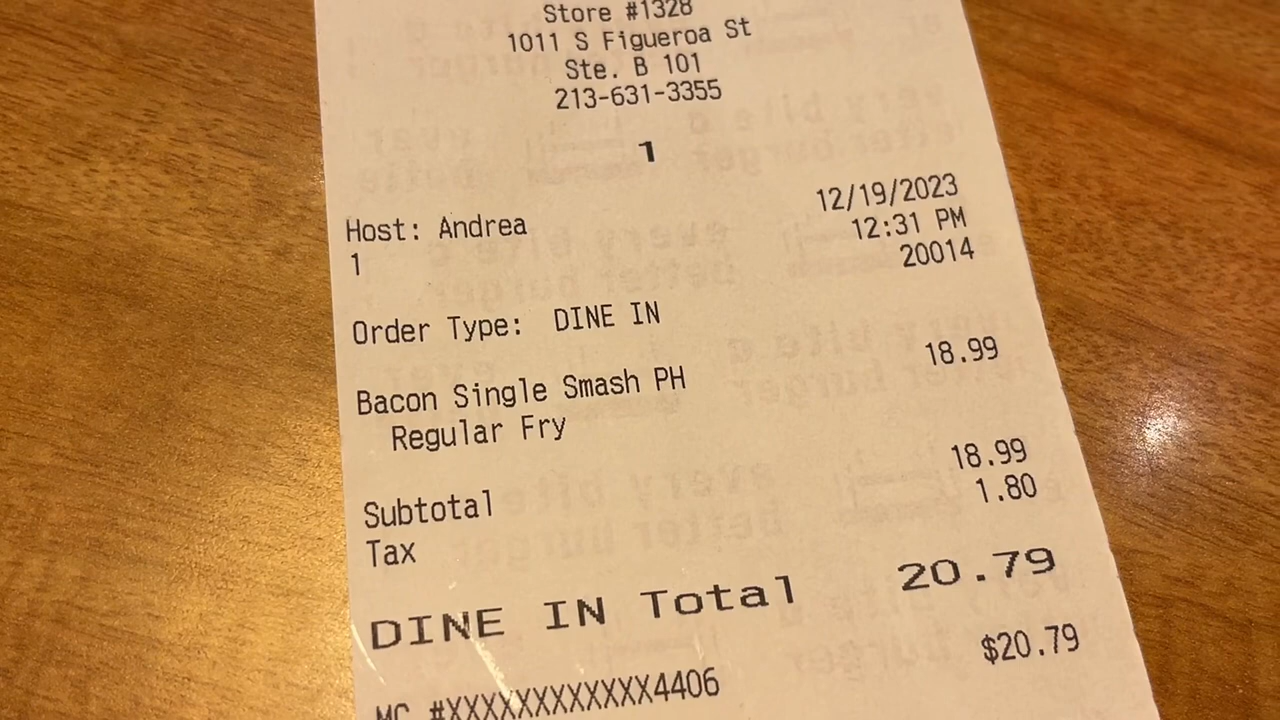 Store #1328
1011 S Figueroa St
Ste. B 101
213-631-3355
1
12/19/2023
Host: Andrea 12:31 PM
1 20014
Order Type: DINE IN
Bacon Single Smash PH 18.99
Regular Fry
Subtotal 18.99
Tax 1.80
DINE IN Total 20.79
MC #XXXXXXXXXXXX4406 $20.79